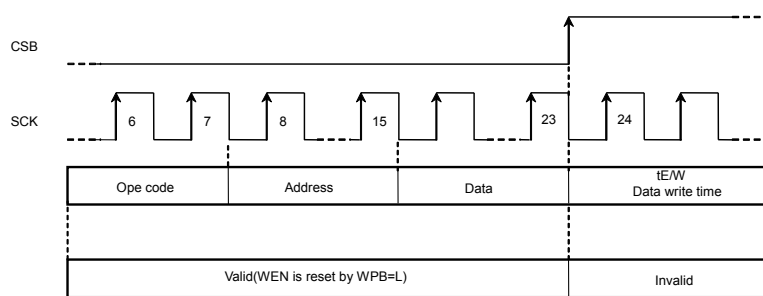 CSB
SCK
6 7 8 15 23 24
Ope code Address Data tE/W
Data write time
Valid(WEN is reset by WPB=L) Invalid